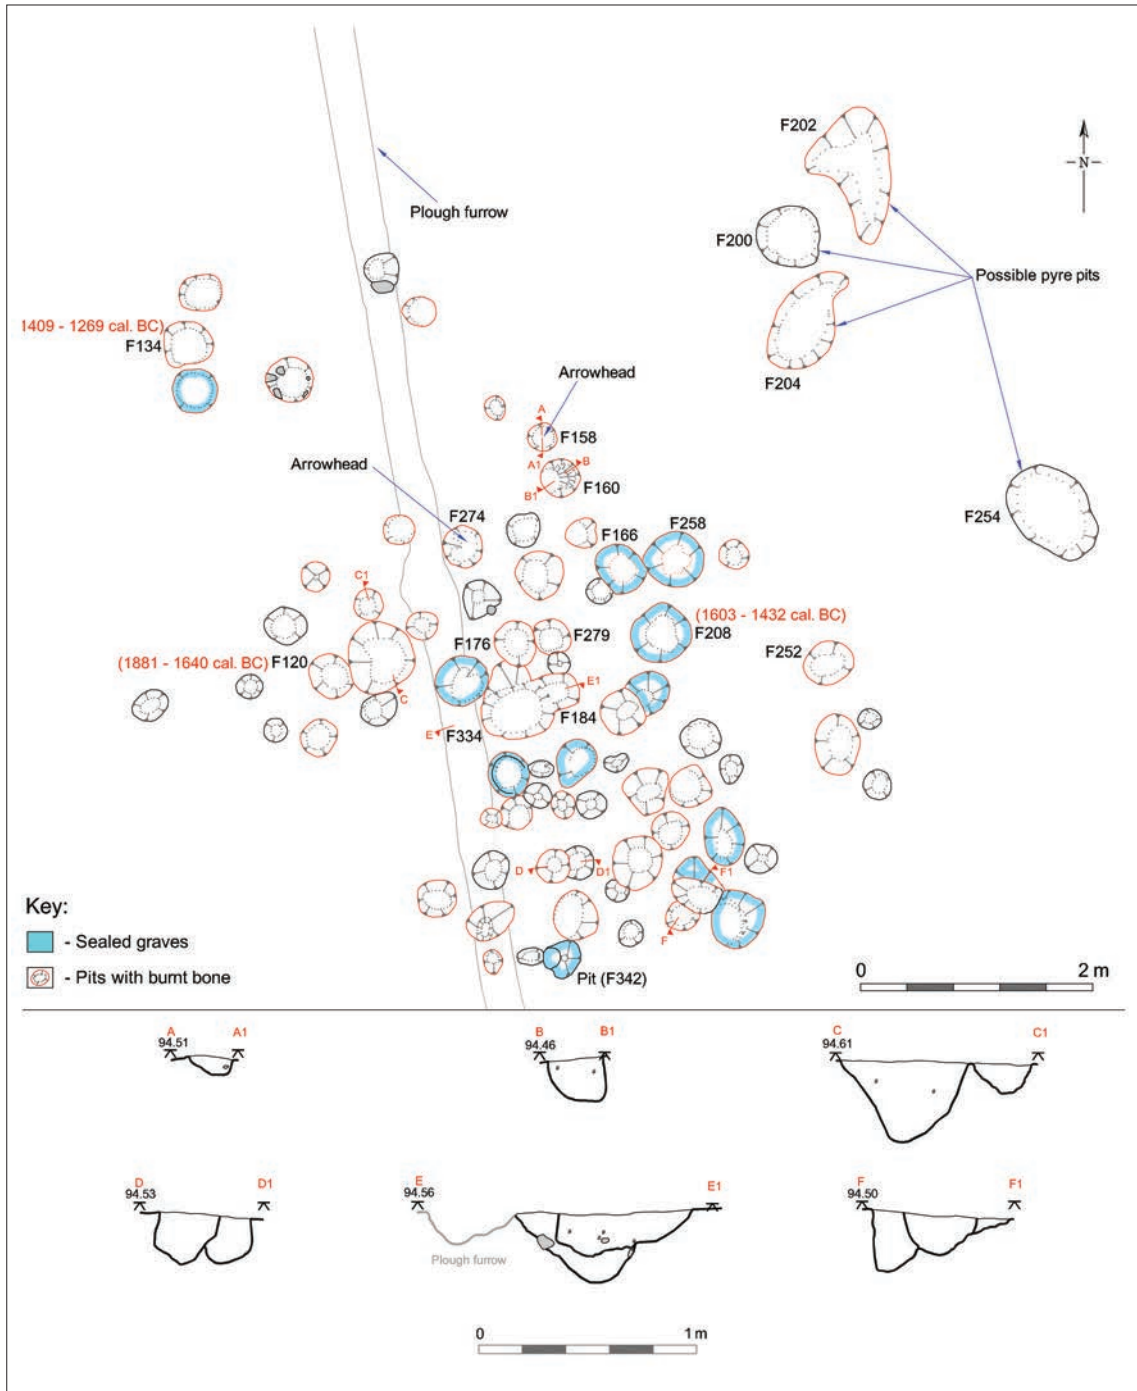 F202
N
Plough furrow
F200
Possible pyre pits
1409 - 1269 cal. BC)
F134
F204
Arrowhead
A
F158
A1
B
Arrowhead
B1
F160
F274
F258
F166
F254
C1
(1603 - 1432 cal. BC)
F176
F279
F208
(1881 - 1640 cal. BC)
F120
F252
E1
C
F184
E
F334
D
D1
F1
F
Key:
- Sealed graves
- Pits with burnt bone
Pit (F342)
0 2 m
A A1
94.51
B B1
94.46
C C1
94.61
D D1
94.53
E E1
94.56
Plough furrow
F F1
94.50
0 1 m